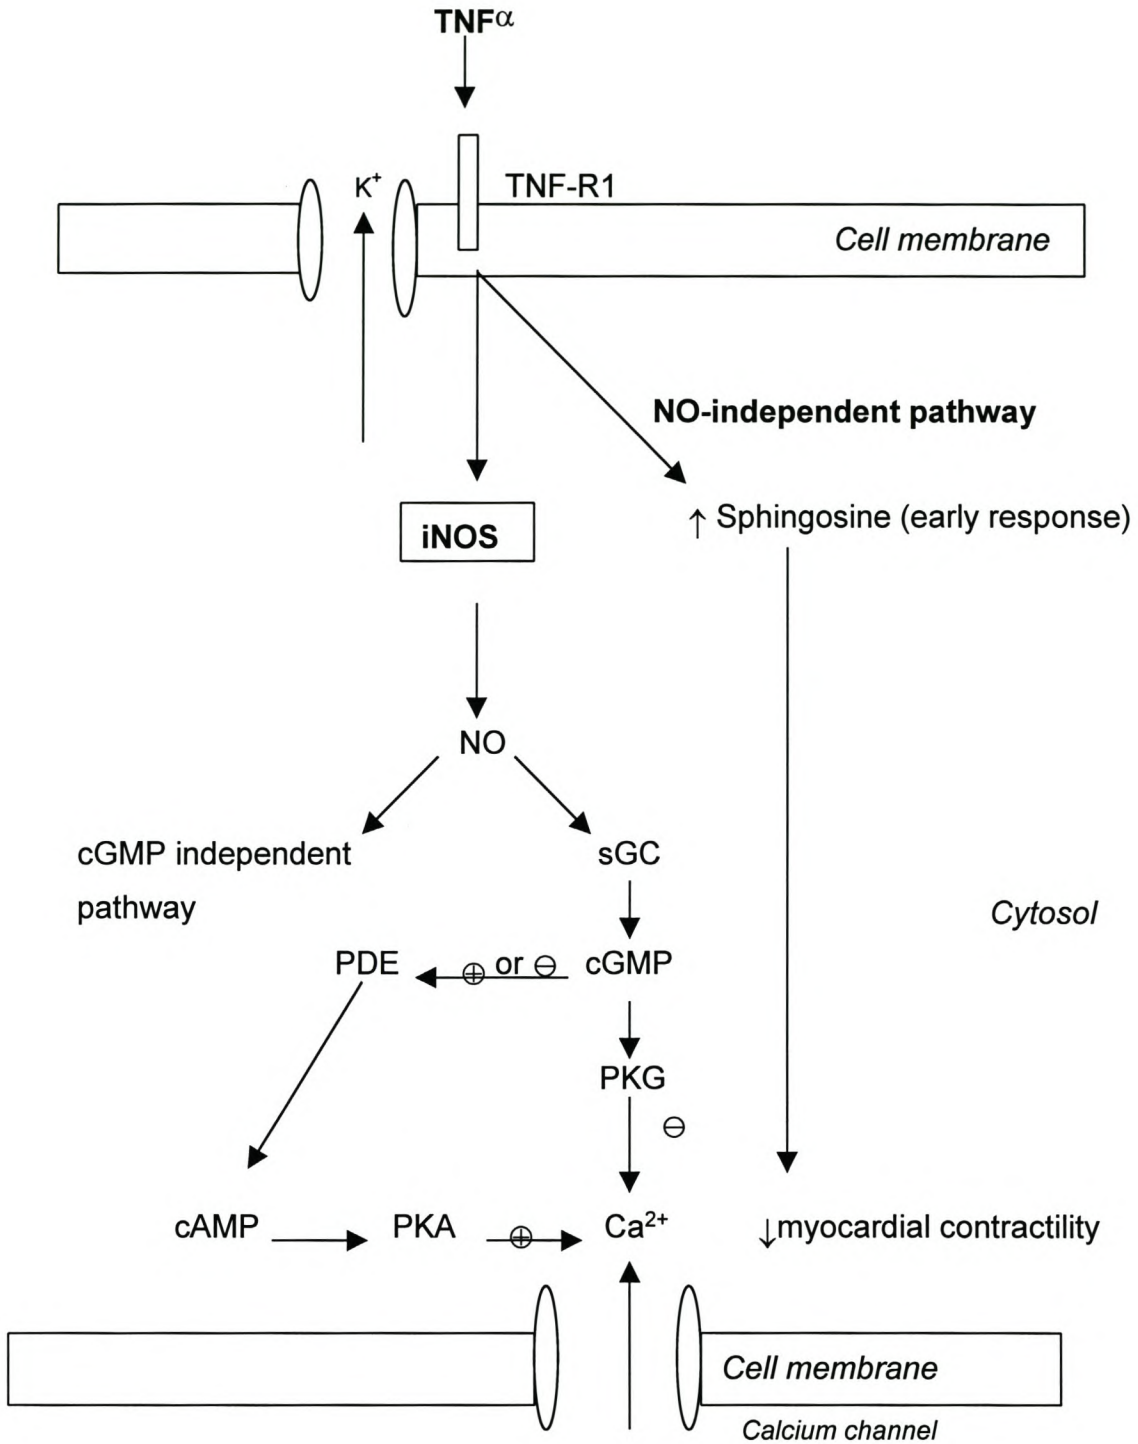 TNFα
K⁺
TNF-R1
Cell membrane
NO-independent pathway
↑ Sphingosine (early response)
iNOS
NO
cGMP independent
pathway
sGC
Cytosol
PDE
⊕ or ⊖
cGMP
PKG
⊖
cAMP
PKA
⊕
Ca²⁺
↓myocardial contractility
Cell membrane
Calcium channel